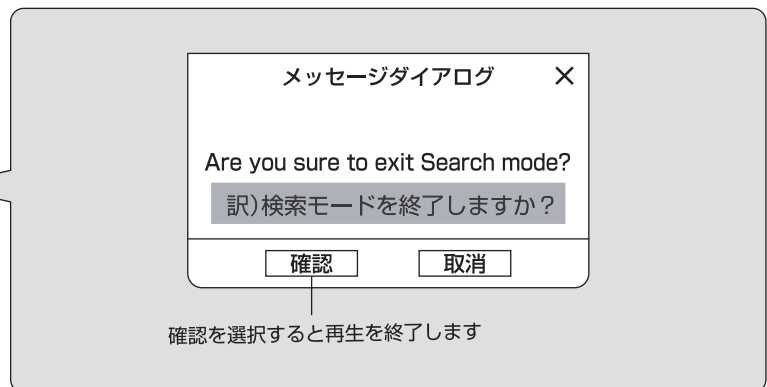 メッセージダイアログ ×
Are you sure to exit Search mode?
訳)検索モードを終了しますか？
確認 取消
確認を選択すると再生を終了します